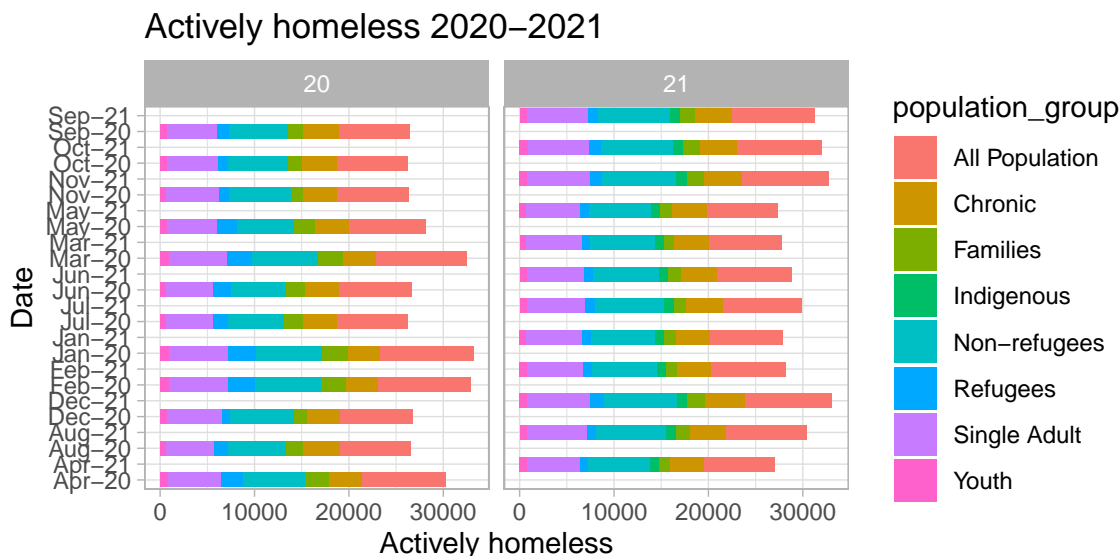 Actively homeless 2020−2021
20
21
Sep−21
Sep−20
Oct−21
Oct−20
Nov−21
Nov−20
May−21
May−20
Mar−21
Mar−20
Jun−21
Jun−20
Jul−21
Jul−20
Jan−21
Jan−20
Feb−21
Feb−20
Dec−21
Dec−20
Aug−21
Aug−20
Apr−21
Apr−20
Date
0 10000 20000 30000
0 10000 20000 30000
Actively homeless
population_group
All Population
Chronic
Families
Indigenous
Non−refugees
Refugees
Single Adult
Youth